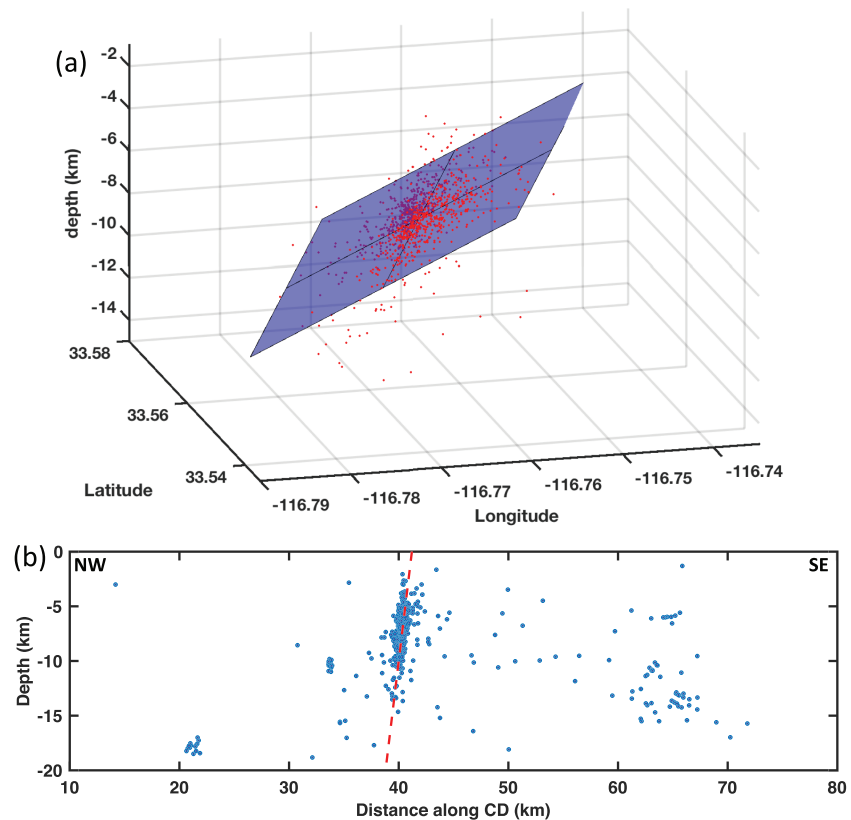 (a)
-2
-4
-6
-8
-10
-12
-14
depth (km)
33.58
33.56
33.54
Latitude
-116.79
-116.78
-116.77
-116.76
-116.75
-116.74
Longitude
(b)
NW
SE
0
-5
-10
-15
-20
Depth (km)
10 20 30 40 50 60 70 80
Distance along CD (km)